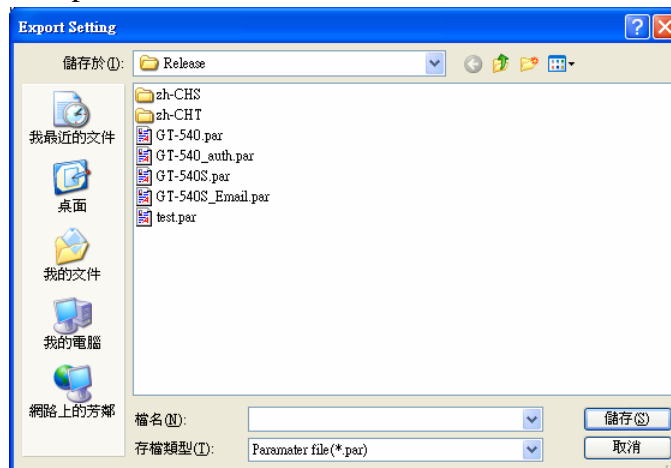 Export Setting
儲存於(I):
Release
zh-CHS
zh-CHT
GT-540.par
GT-540_auth.par
GT-540S.par
GT-540S_Email.par
test.par
我最近的文件
桌面
我的文件
我的電腦
網路上的芳鄰
檔名(N):
儲存(S)
存檔類型(T):
Paramater file(*.par)
取消